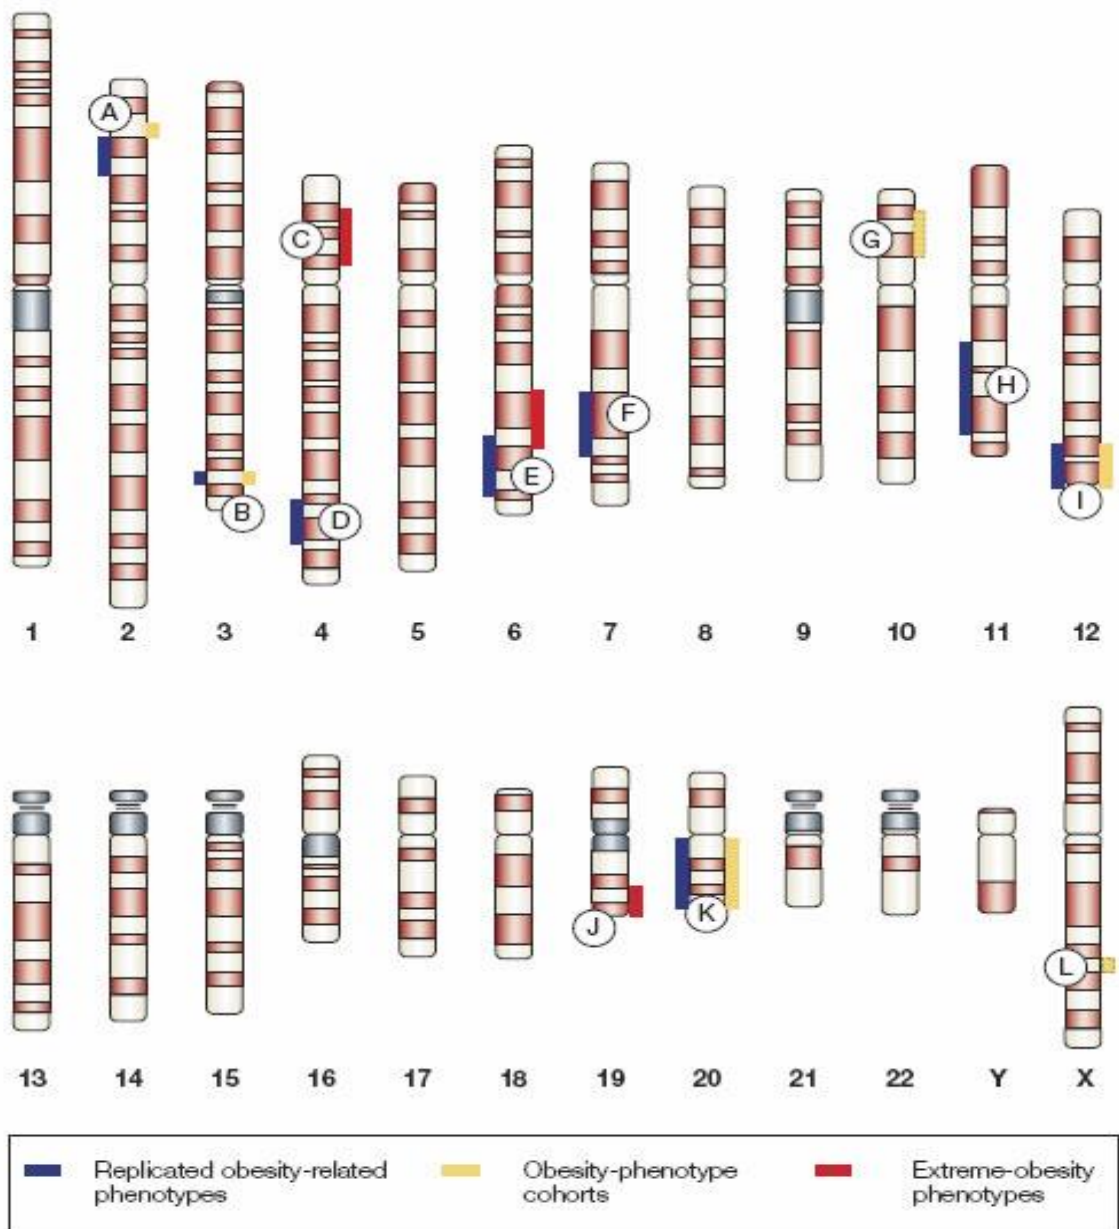 A
B
C
D
E
F
G
H
I
1 2 3 4 5 6 7 8 9 10 11 12
J
K
L
13 14 15 16 17 18 19 20 21 22 Y X
Replicated obesity-related
phenotypes
Obesity-phenotype
cohorts
Extreme-obesity
phenotypes